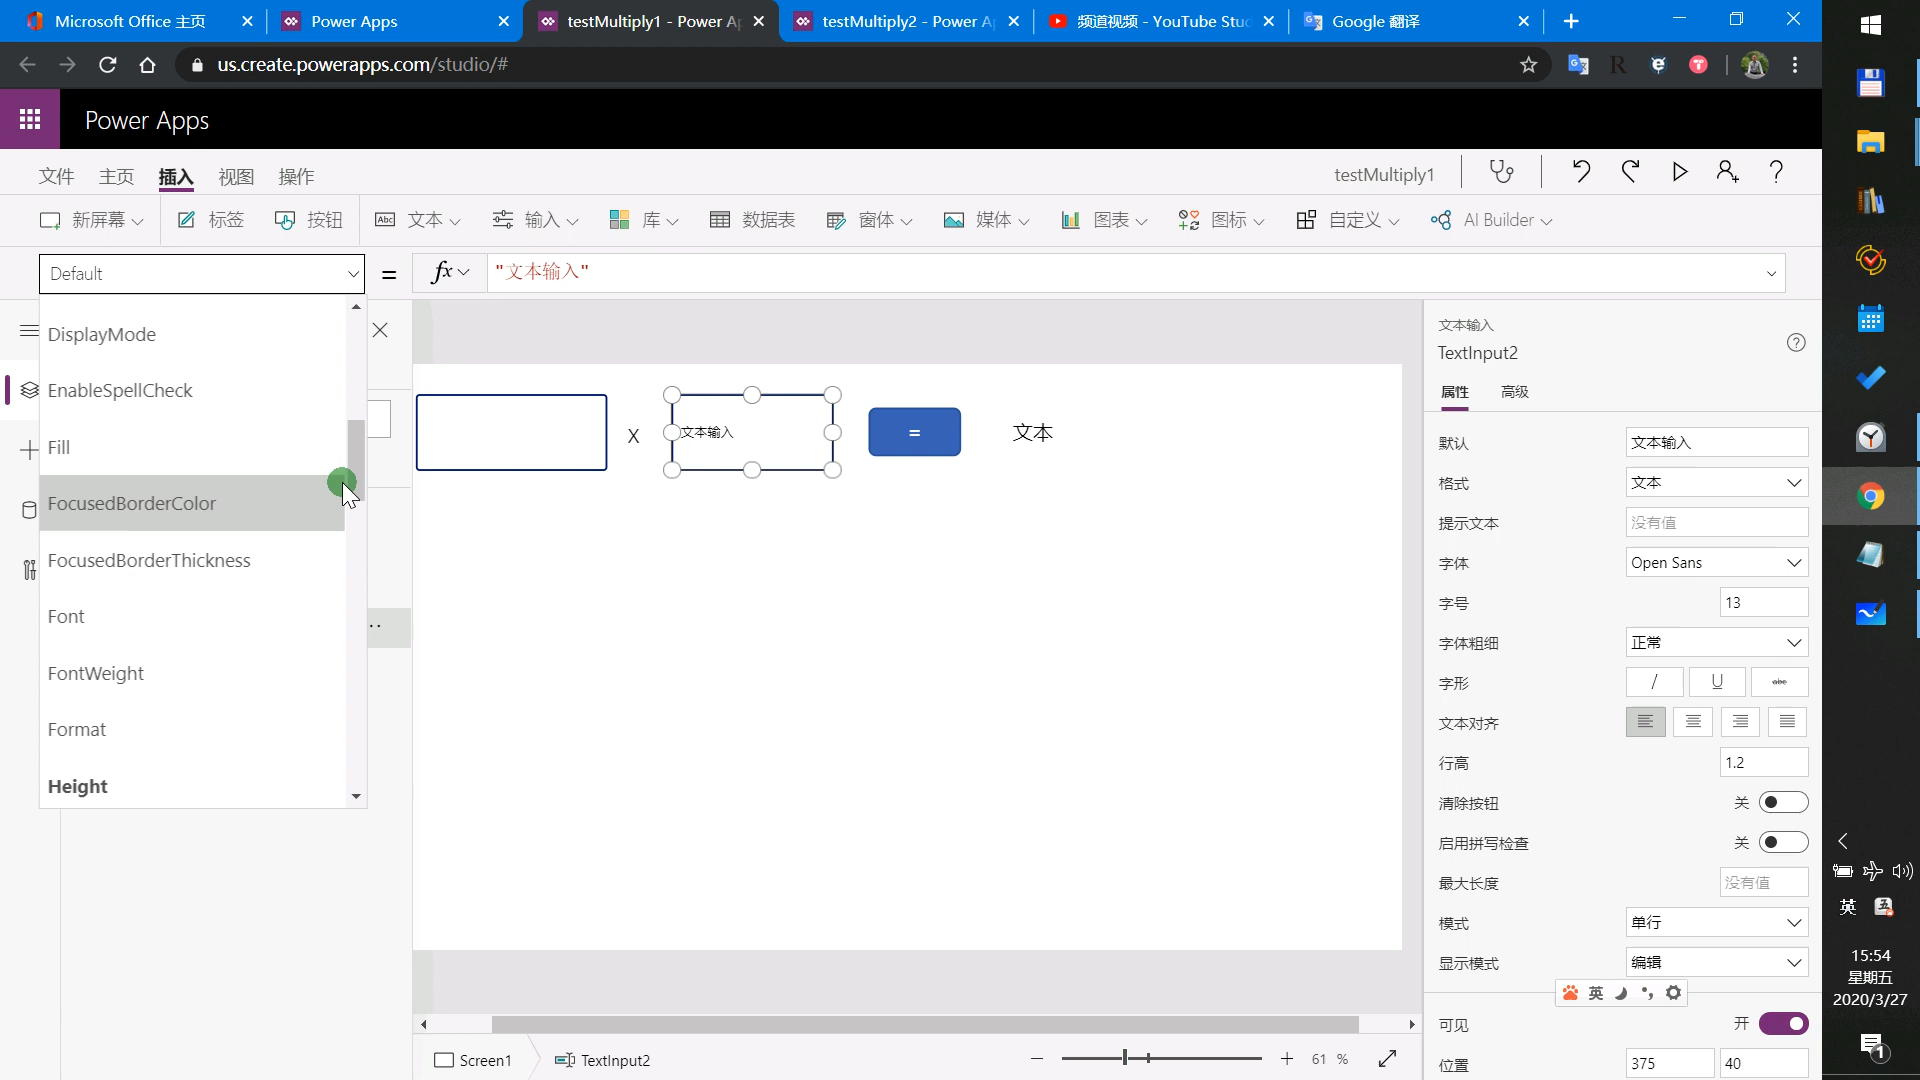 Microsoft Office 主页
Power Apps
testMultiply1 - Power A
testMultiply2 - Power A
频道视频 - YouTube Stu
Google 翻译
us.create.powerapps.com/studio/#
Power Apps
文件
主页
插入
视图
操作
testMultiply1
新屏幕
标签
按钮
Abc
文本
输入
库
数据表
窗体
媒体
图表
图标
自定义
AI Builder
Default
=
fx
"文本输入"
DisplayMode
EnableSpellCheck
Fill
FocusedBorderColor
FocusedBorderThickness
Font
FontWeight
Format
Height
X
文本输入
=
文本
文本输入
TextInput2
属性
高级
默认
文本输入
格式
文本
提示文本
没有值
字体
Open Sans
字号
13
字体粗细
正常
字形
/
U
abc
文本对齐
行高
1.2
清除按钮
关
启用拼写检查
关
最大长度
没有值
模式
单行
显示模式
编辑
英
可见
开
位置
375
40
Screen1
TextInput2
61 %
英
五
15:54
星期五
2020/3/27
1